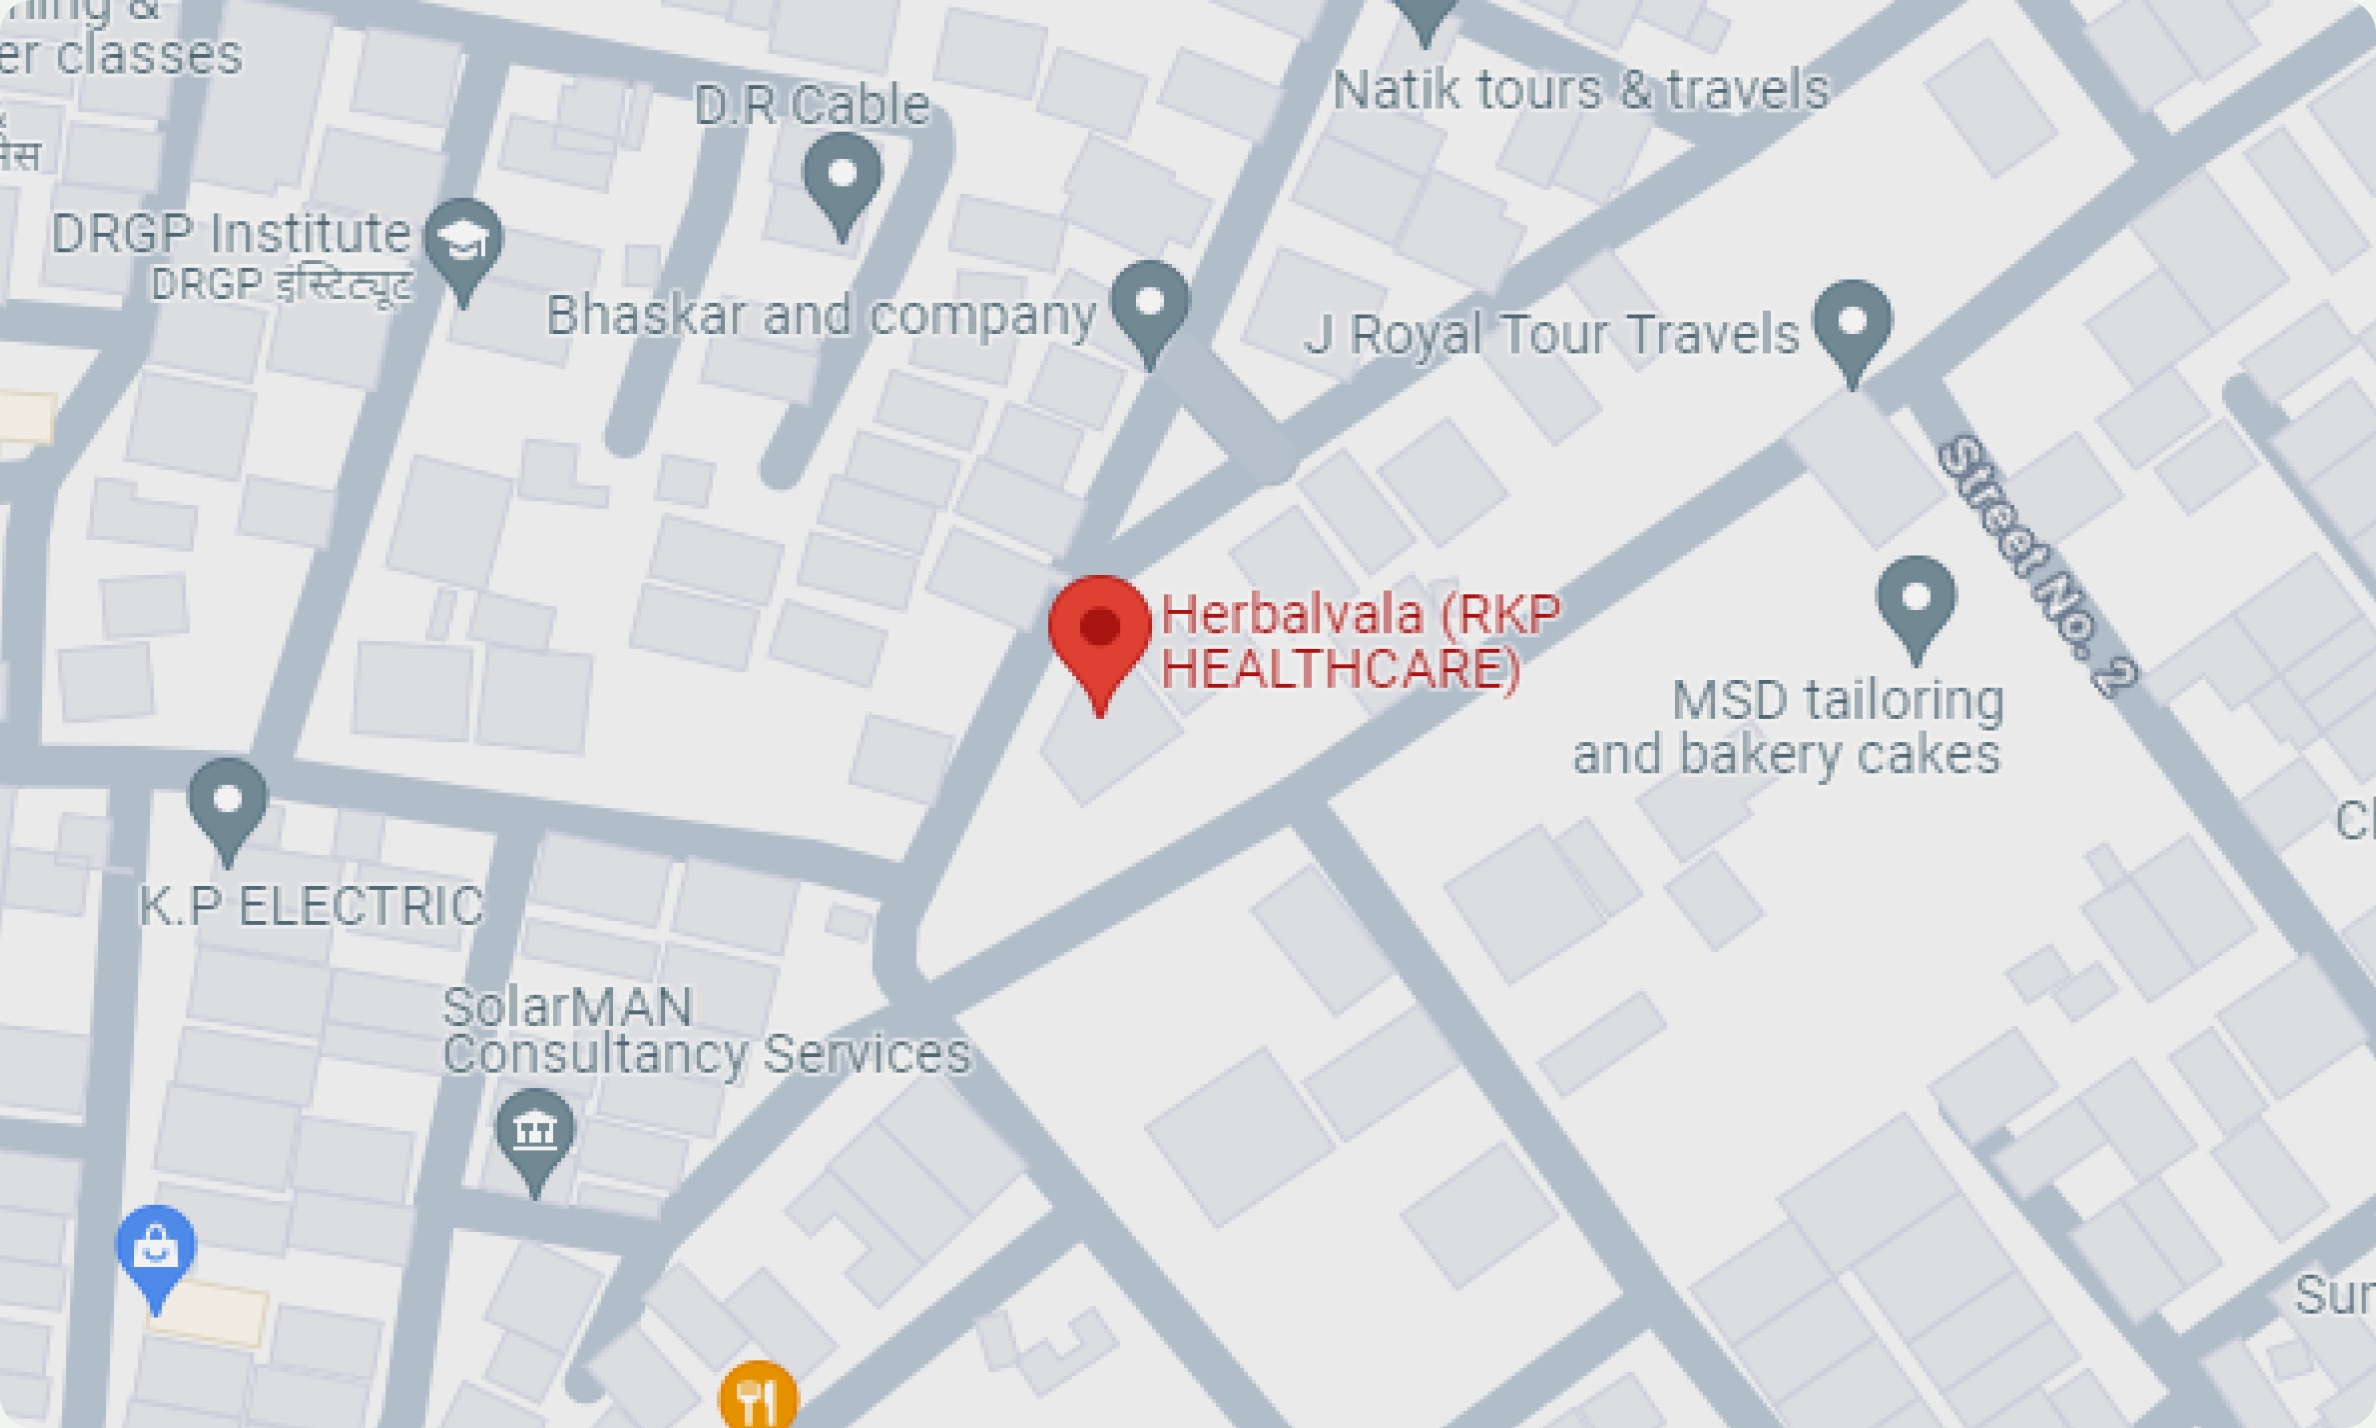 er classes
D.R Cable
Natik tours & travels
DRGP Institute
DRGP इंस्टिट्यूट
Bhaskar and company
J Royal Tour Travels
Street No. 2
Herbalvala (RKP
HEALTHCARE)
MSD tailoring
and bakery cakes
K.P ELECTRIC
SolarMAN
Consultancy Services